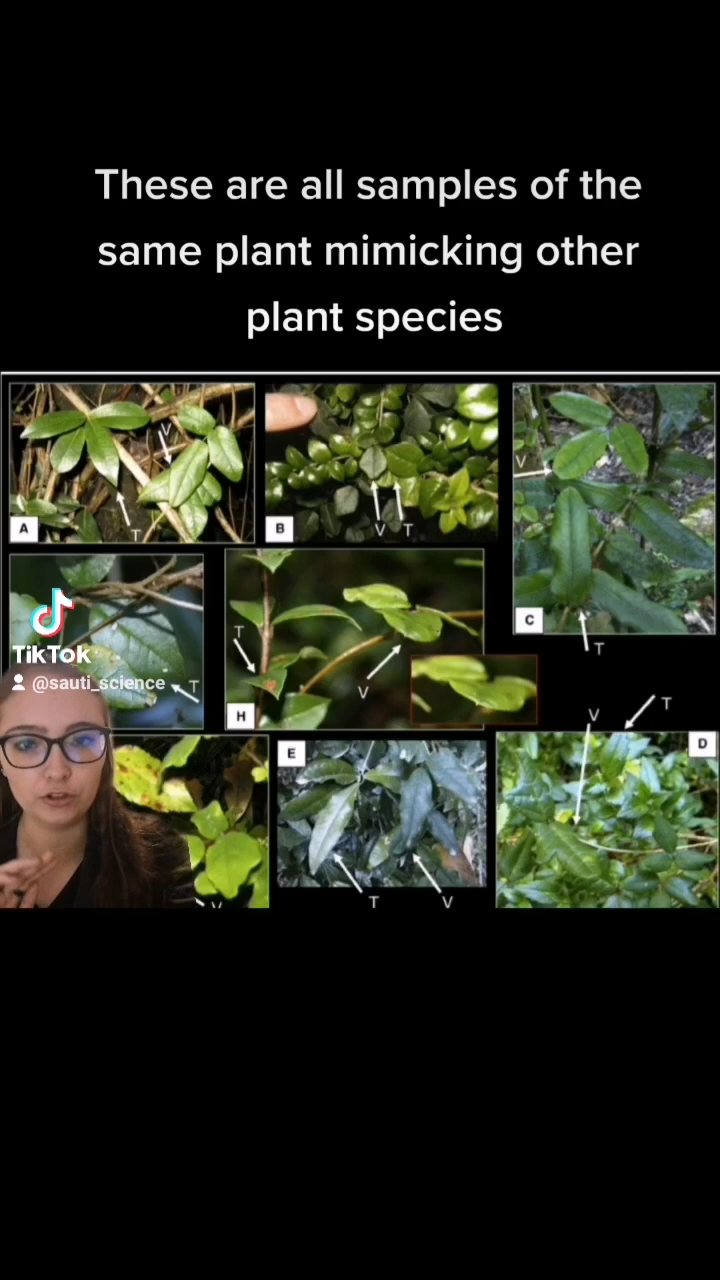 These are all samples of the
same plant mimicking other
plant species
V
A
T
B
V T
V
C
T
TikTok
@sauti_science
T
T
V
H
V
T
D
E
T
V
V